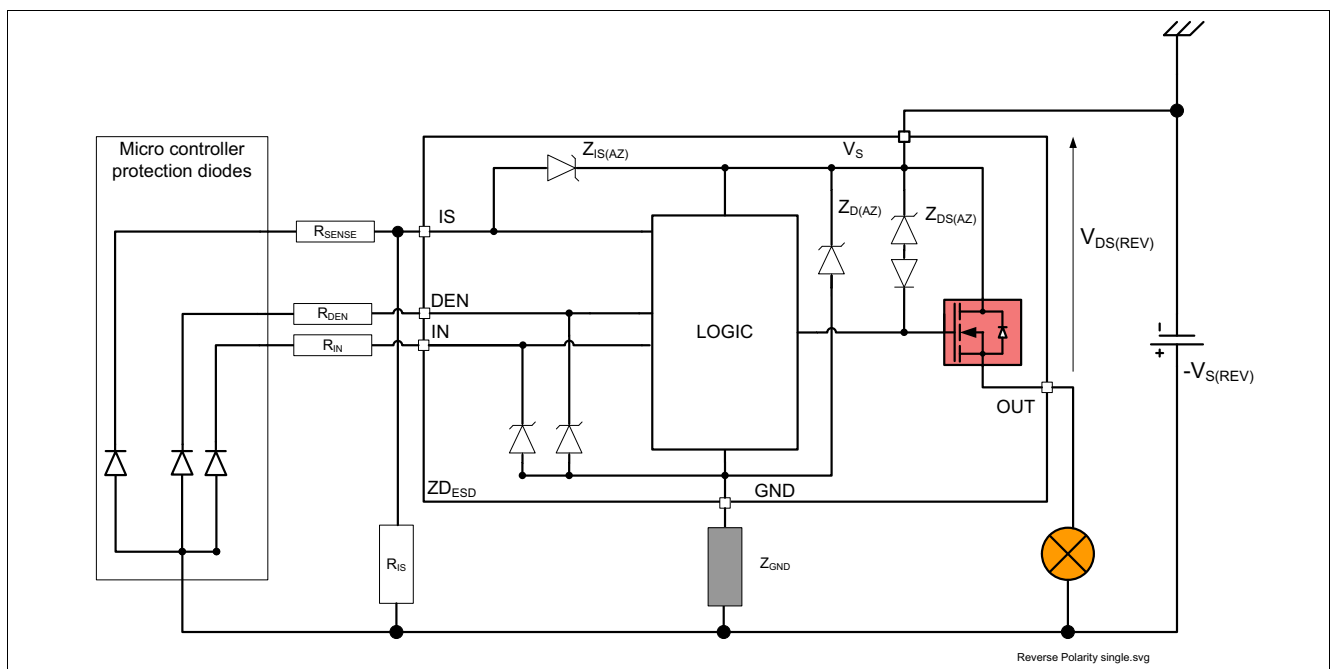 Micro controller
protection diodes
Z_IS(AZ)
V_S
Z_D(AZ)
Z_DS(AZ)
V_DS(REV)
IS
R_SENSE
DEN
R_DEN
IN
R_IN
LOGIC
-
+
-V_S(REV)
OUT
ZD_ESD
GND
R_IS
Z_GND
Reverse Polarity single.svg